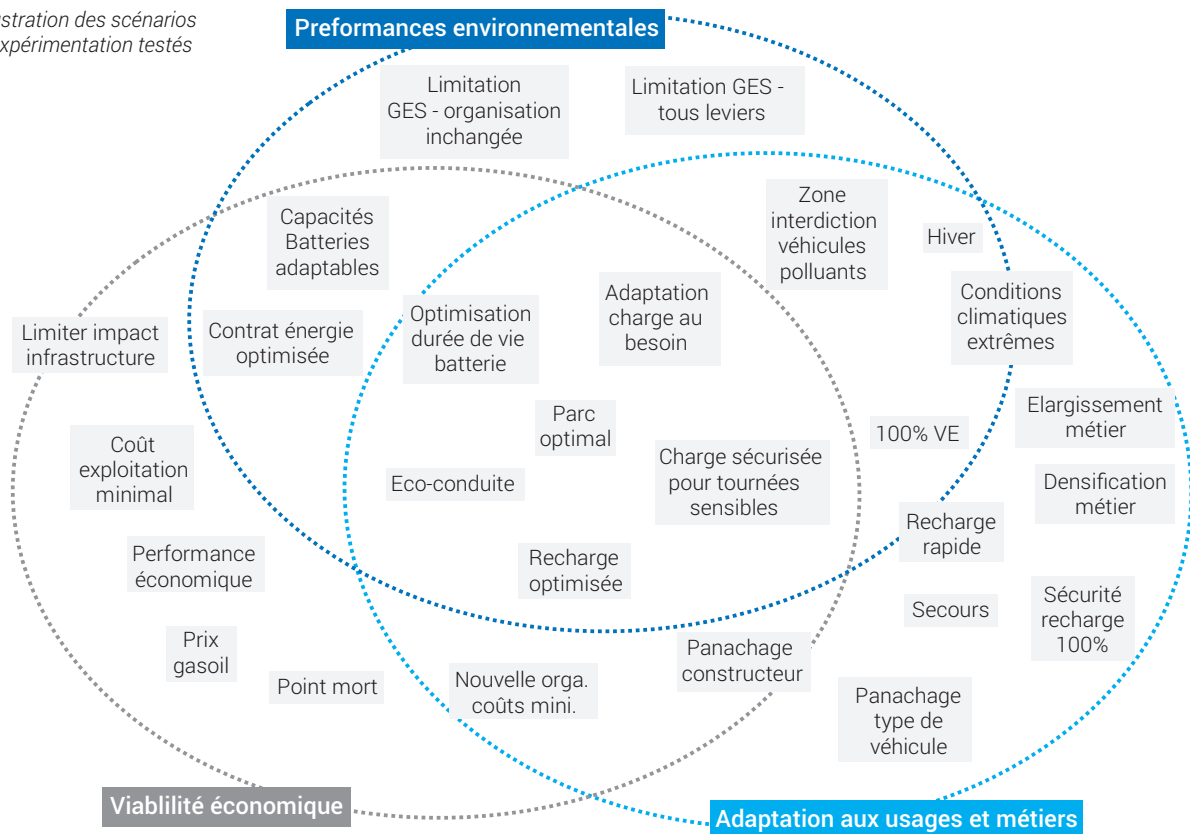 stration des scénarios
xpérimentation testés
Preformances environnementales
Limitation
GES - organisation
inchangée
Limitation GES -
tous leviers
Capacités
Batteries
adaptables
Zone
interdiction
véhicules
polluants
Hiver
Limiter impact
infrastructure
Contrat énergie
optimisée
Optimisation
durée de vie
batterie
Adaptation
charge au
besoin
Conditions
climatiques
extrêmes
Parc
optimal
100% VE
Elargissement
métier
Coût
exploitation
minimal
Eco-conduite
Charge sécurisée
pour tournées
sensibles
Densification
métier
Performance
économique
Recharge
optimisée
Recharge
rapide
Secours
Sécurité
recharge
100%
Prix
gasoil
Point mort
Nouvelle orga.
coûts mini.
Panachage
constructeur
Panachage
type de
véhicule
Viablilité économique
Adaptation aux usages et métiers